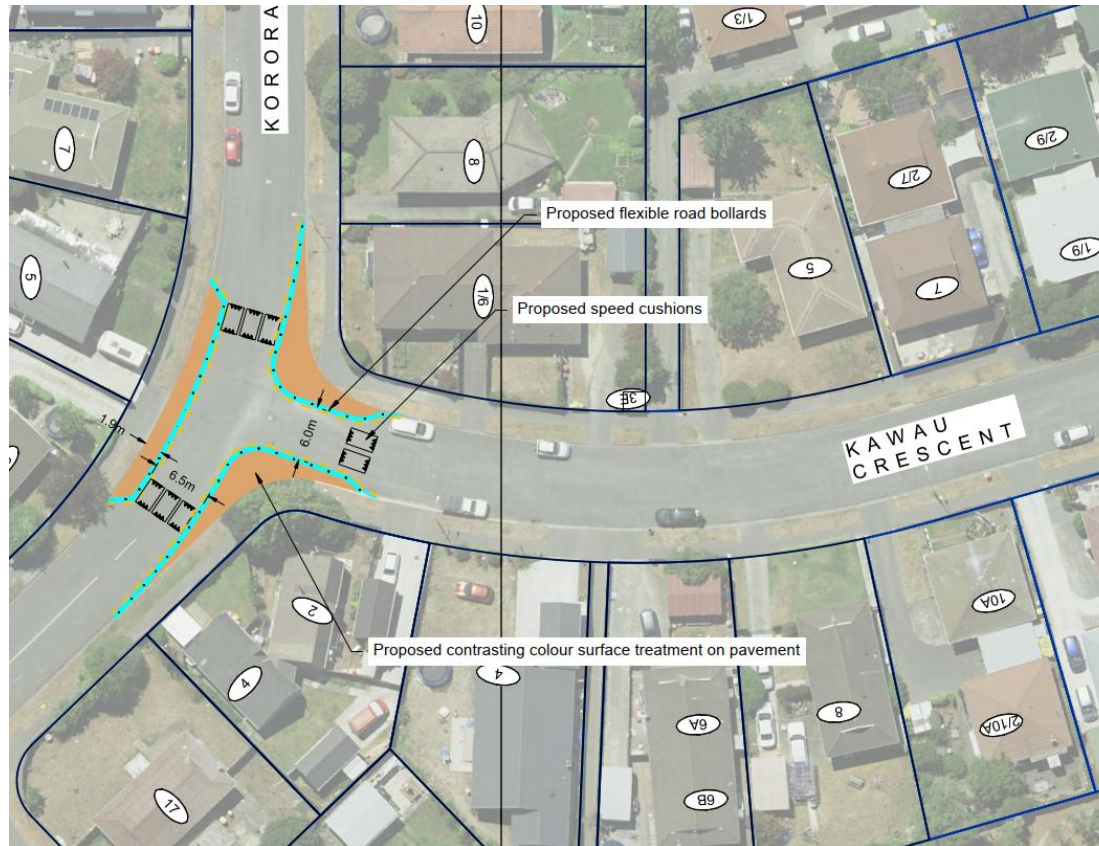 10
1/3
KORORA
7
8
2/7
2/9
Proposed flexible road bollards
5
5
1/9
7
1/6
Proposed speed cushions
3E
1.9m
6.0m
KAWAU
CRESCENT
6.5m
2
10A
Proposed contrasting colour surface treatment on pavement
4
4
6A
8
2/10A
17
6B